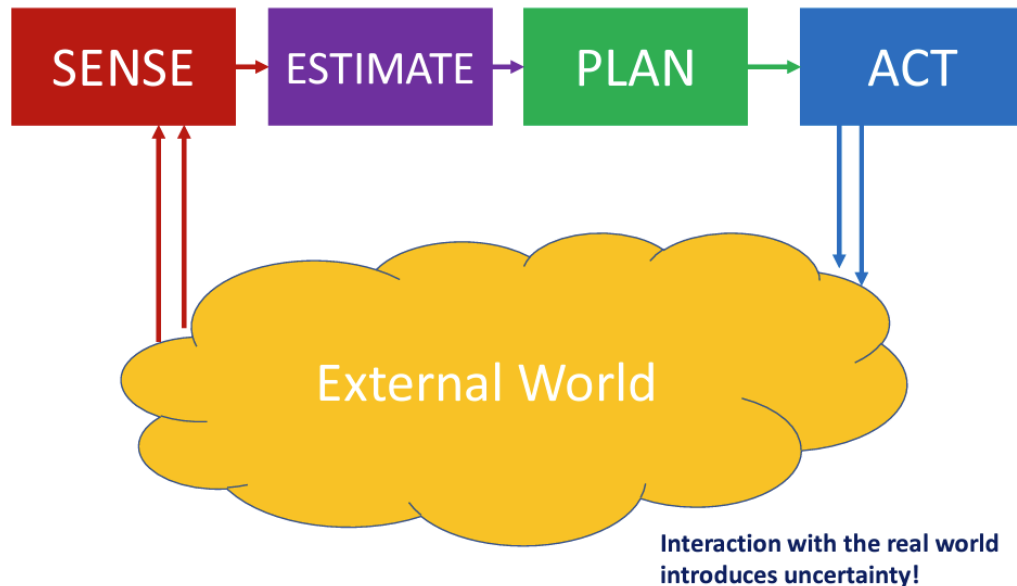 SENSE
ESTIMATE
PLAN
ACT
External World
Interaction with the real world
introduces uncertainty!